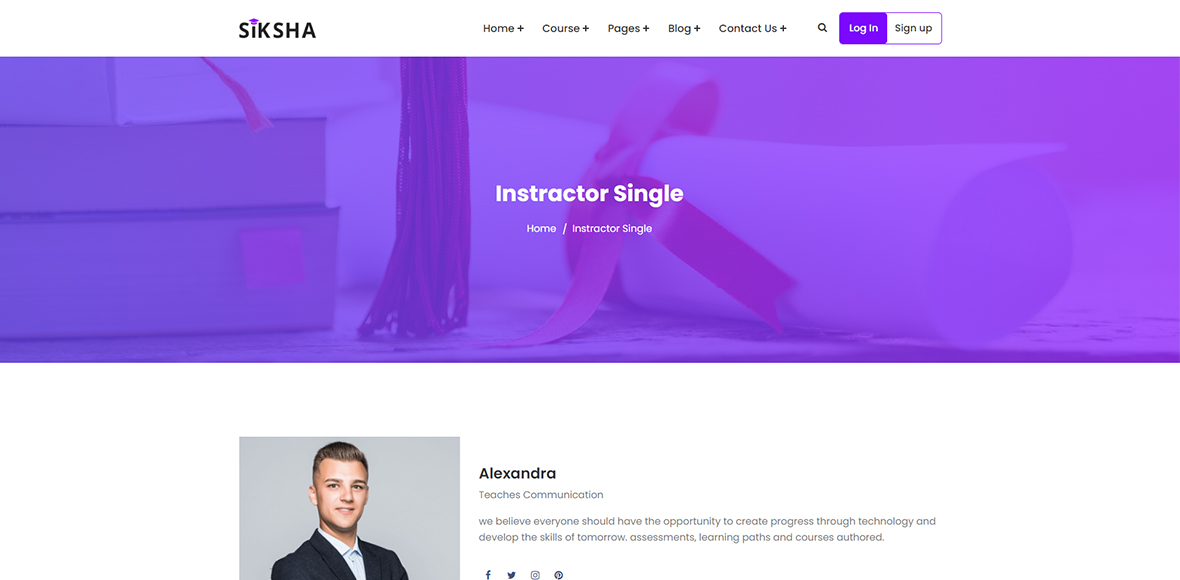 SiKSHA
Home + Course + Pages + Blog + Contact Us + Log In Sign up
Instractor Single
Home / Instractor Single
Alexandra
Teaches Communication
we believe everyone should have the opportunity to create progress through technology and
develop the skills of tomorrow. assessments, learning paths and courses authored.